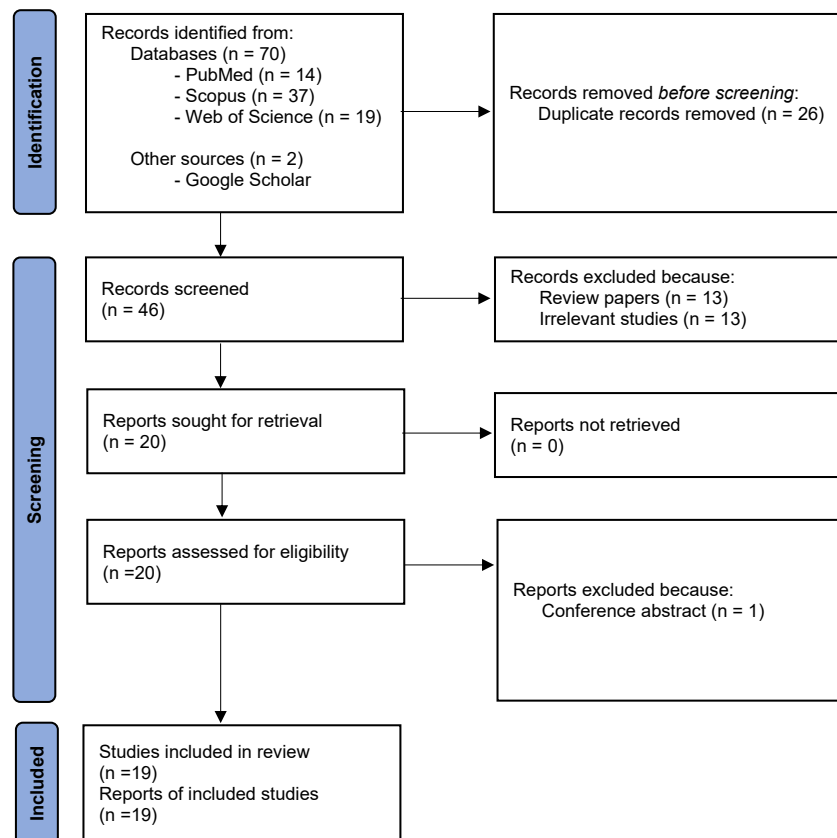 Identification
Records identified from:
Databases (n = 70)
- PubMed (n = 14)
- Scopus (n = 37)
- Web of Science (n = 19)
Other sources (n = 2)
- Google Scholar
Records removed before screening:
Duplicate records removed (n = 26)
Screening
Records screened
(n = 46)
Records excluded because:
Review papers (n = 13)
Irrelevant studies (n = 13)
Reports sought for retrieval
(n = 20)
Reports not retrieved
(n = 0)
Reports assessed for eligibility
(n =20)
Reports excluded because:
Conference abstract (n = 1)
Included
Studies included in review
(n =19)
Reports of included studies
(n =19)